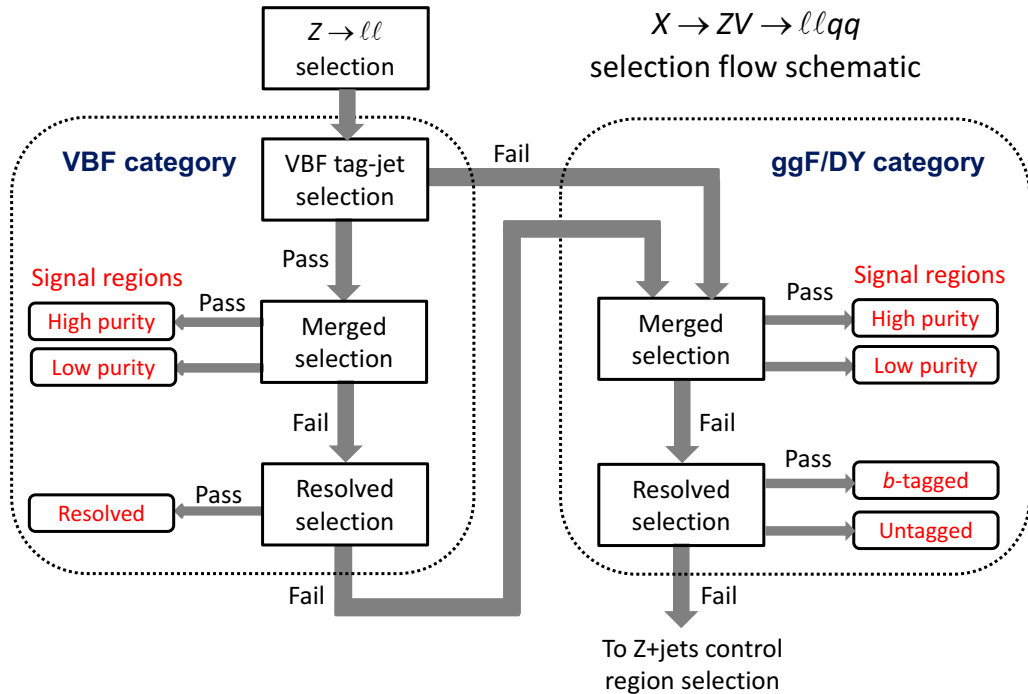 Z → ℓℓ
selection
X → ZV → ℓℓqq
selection flow schematic
VBF category
VBF tag-jet
selection
Fail
ggF/DY category
Pass
Signal regions
Pass
High purity
Low purity
Merged
selection
Merged
selection
Signal regions
Pass
High purity
Low purity
Fail
Fail
Resolved
Pass
Resolved
selection
Resolved
selection
Pass
b-tagged
Untagged
Fail
Fail
To Z+jets control
region selection